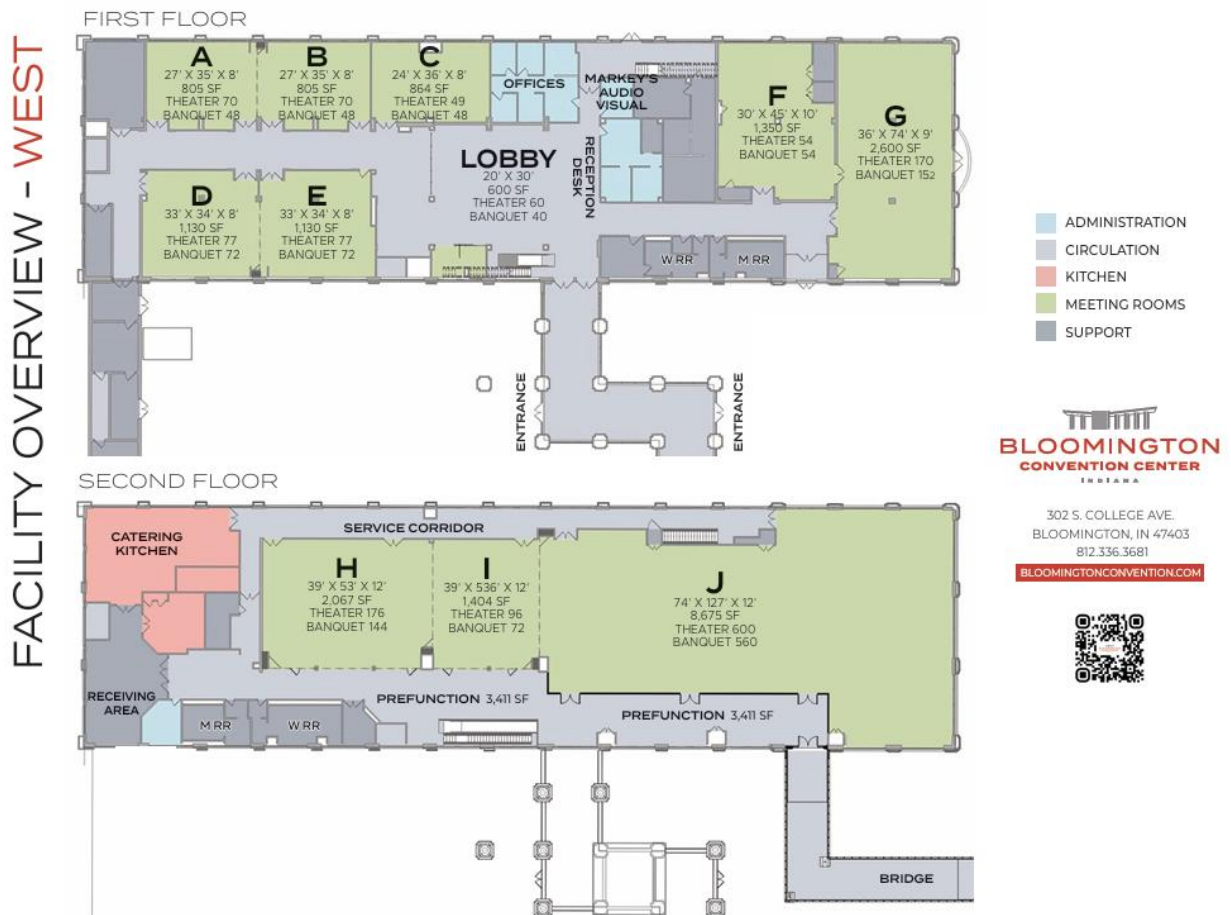 FACILITY OVERVIEW - WEST
FIRST FLOOR
A
27' X 35' X 8'
805 SF
THEATER 70
BANQUET 48
B
27' X 35' X 8'
805 SF
THEATER 70
BANQUET 48
C
24' X 36' X 8'
864 SF
THEATER 49
BANQUET 48
OFFICES
MARKEY'S
AUDIO
VISUAL
F
30' X 45' X 10'
1,350 SF
THEATER 54
BANQUET 54
G
36' X 74' X 9'
2,600 SF
THEATER 170
BANQUET 152
LOBBY
20' X 30'
600 SF
THEATER 60
BANQUET 40
RECEPTION
DESK
D
33' X 34' X 8'
1,130 SF
THEATER 77
BANQUET 72
E
33' X 34' X 8'
1,130 SF
THEATER 77
BANQUET 72
W RR
M RR
ENTRANCE
ENTRANCE
ADMINISTRATION
CIRCULATION
KITCHEN
MEETING ROOMS
SUPPORT
BLOOMINGTON
CONVENTION CENTER
INDIANA
302 S. COLLEGE AVE.
BLOOMINGTON, IN 47403
812.336.3681
BLOOMINGTONCONVENTION.COM
SECOND FLOOR
CATERING
KITCHEN
SERVICE CORRIDOR
H
39' X 53' X 12'
2,067 SF
THEATER 176
BANQUET 144
I
39' X 536' X 12'
1,404 SF
THEATER 96
BANQUET 72
J
74' X 127' X 12'
8,675 SF
THEATER 600
BANQUET 560
RECEIVING
AREA
M RR
W RR
PREFUNCTION 3,411 SF
PREFUNCTION 3,411 SF
BRIDGE